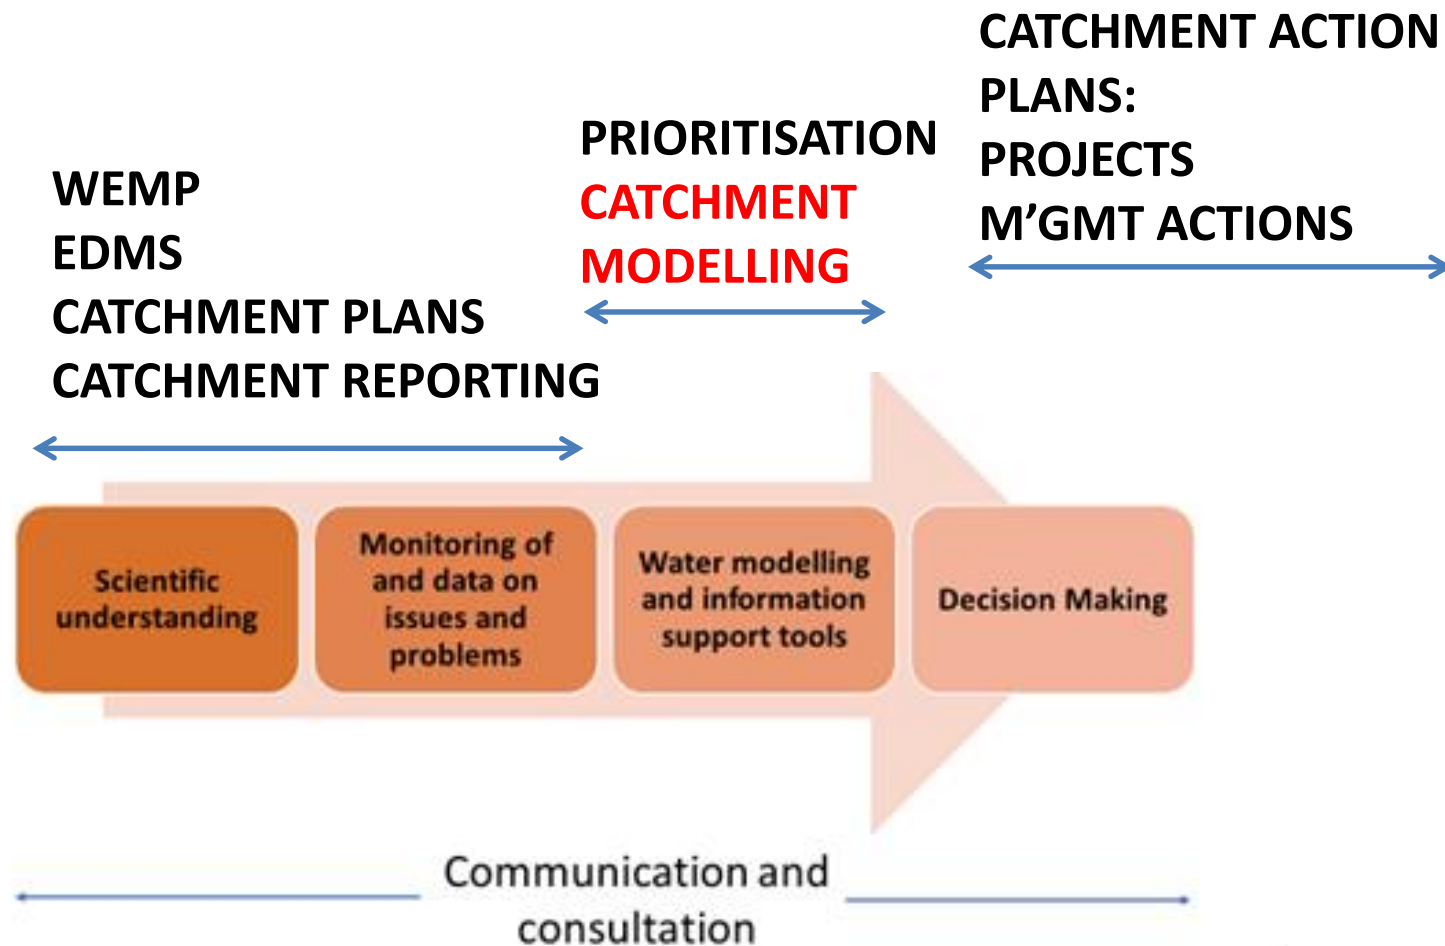 WEMP
EDMS
CATCHMENT PLANS
CATCHMENT REPORTING
PRIORITISATION
CATCHMENT
MODELLING
CATCHMENT ACTION
PLANS:
PROJECTS
M’GMT ACTIONS
Scientific
understanding
Monitoring of
and data on
issues and
problems
Water modelling
and information
support tools
Decision Making
Communication and
consultation